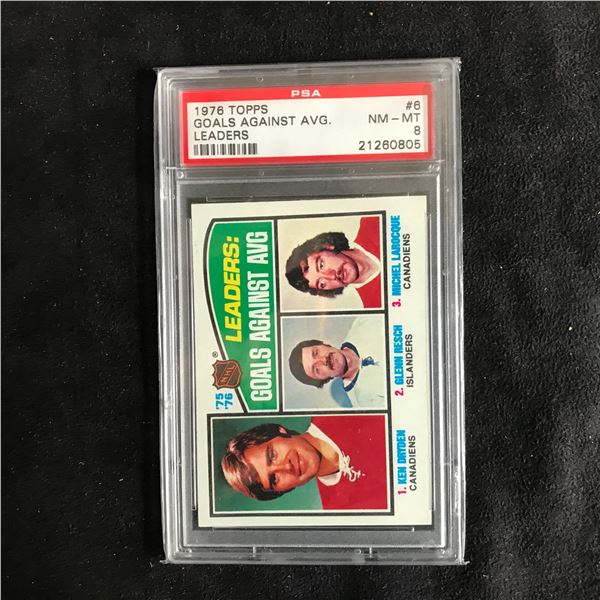 PSA
1976 TOPPS #6
GOALS AGAINST AVG. NM - MT
LEADERS 8
21260805
'75 '76
NHL
®
LEADERS:
GOALS AGAINST AVG
1. KEN DRYDEN
CANADIENS
2. GLENN RESCH
ISLANDERS
3. MICHEL LAROCQUE
CANADIENS